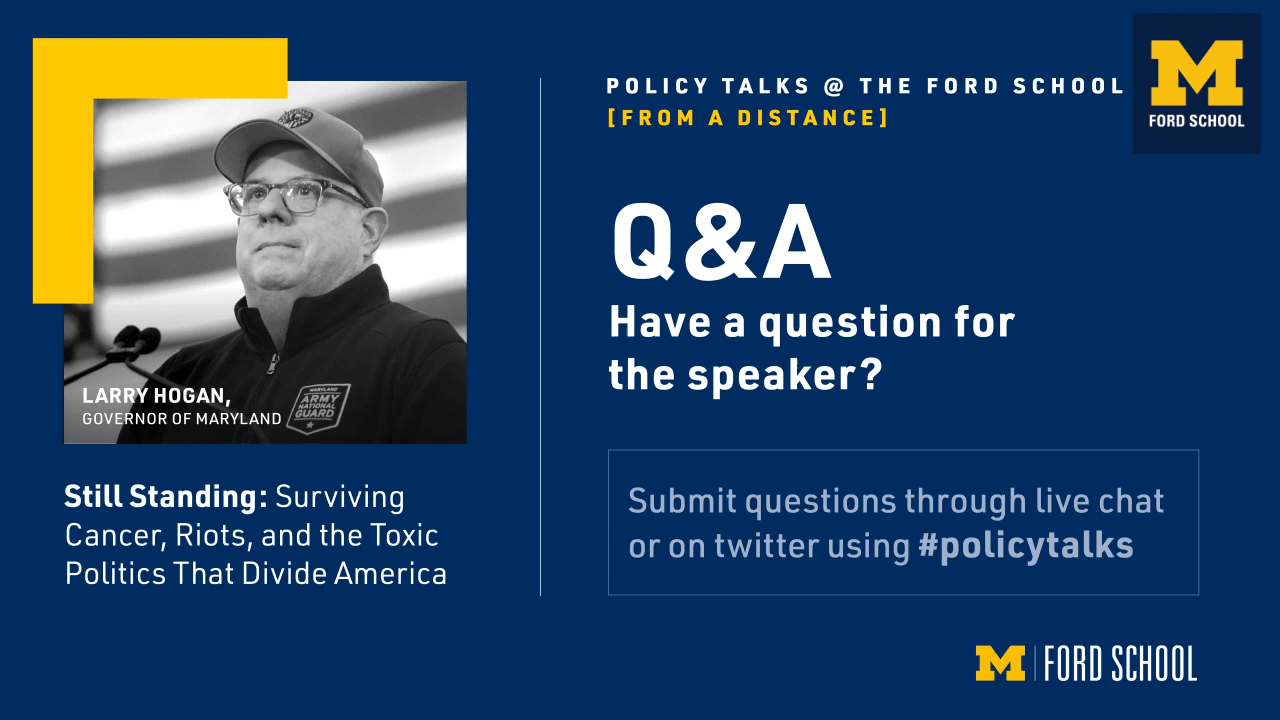 POLICY TALKS @ THE FORD SCHOOL
[FROM A DISTANCE]
M
FORD SCHOOL
MARYLAND
ARMY
NATIONAL
GUARD
LARRY HOGAN,
GOVERNOR OF MARYLAND
Still Standing: Surviving
Cancer, Riots, and the Toxic
Politics That Divide America
Q&A
Have a question for
the speaker?
Submit questions through live chat
or on twitter using #policytalks
M | FORD SCHOOL